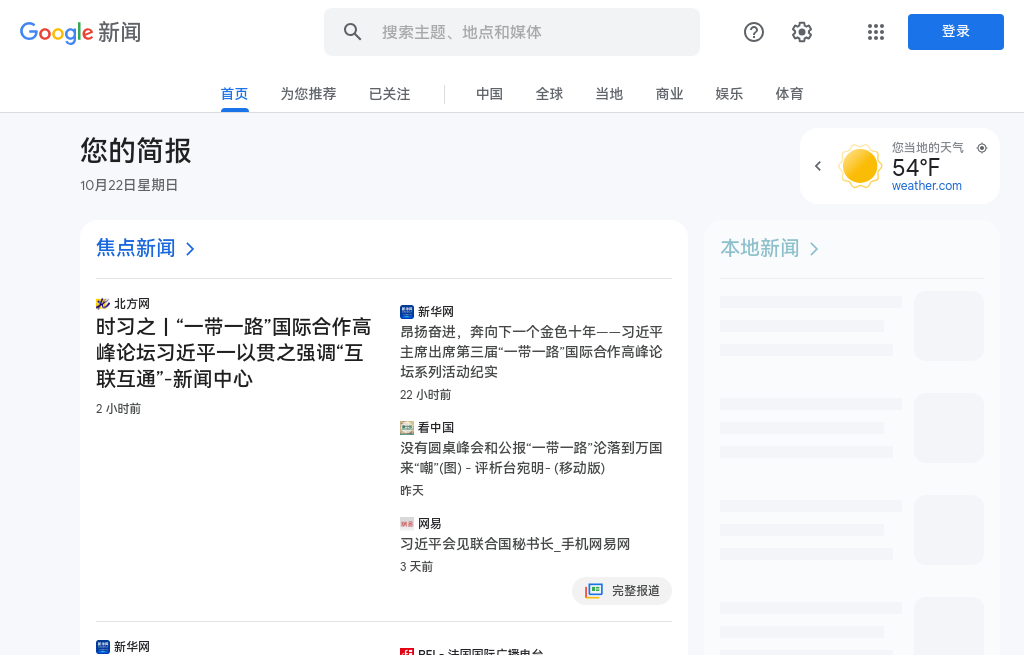 Google 新闻
搜索主题、地点和媒体
登录
首页
为您推荐
已关注
中国
全球
当地
商业
娱乐
体育
您的简报
10月22日星期日
您当地的天气
54°F
weather.com
焦点新闻
北方网
时习之丨“一带一路”国际合作高
峰论坛习近平一以贯之强调“互
联互通”-新闻中心
2 小时前
新华网
昂扬奋进，奔向下一个金色十年——习近平
主席出席第三届“一带一路”国际合作高峰论
坛系列活动纪实
22 小时前
看中国
没有圆桌峰会和公报“一带一路”沦落到万国
来“嘲”(图) - 评析台宛明- (移动版)
昨天
网易
习近平会见联合国秘书长_手机网易网
3 天前
完整报道
本地新闻
新华网
RFI - 法国国际广播电台